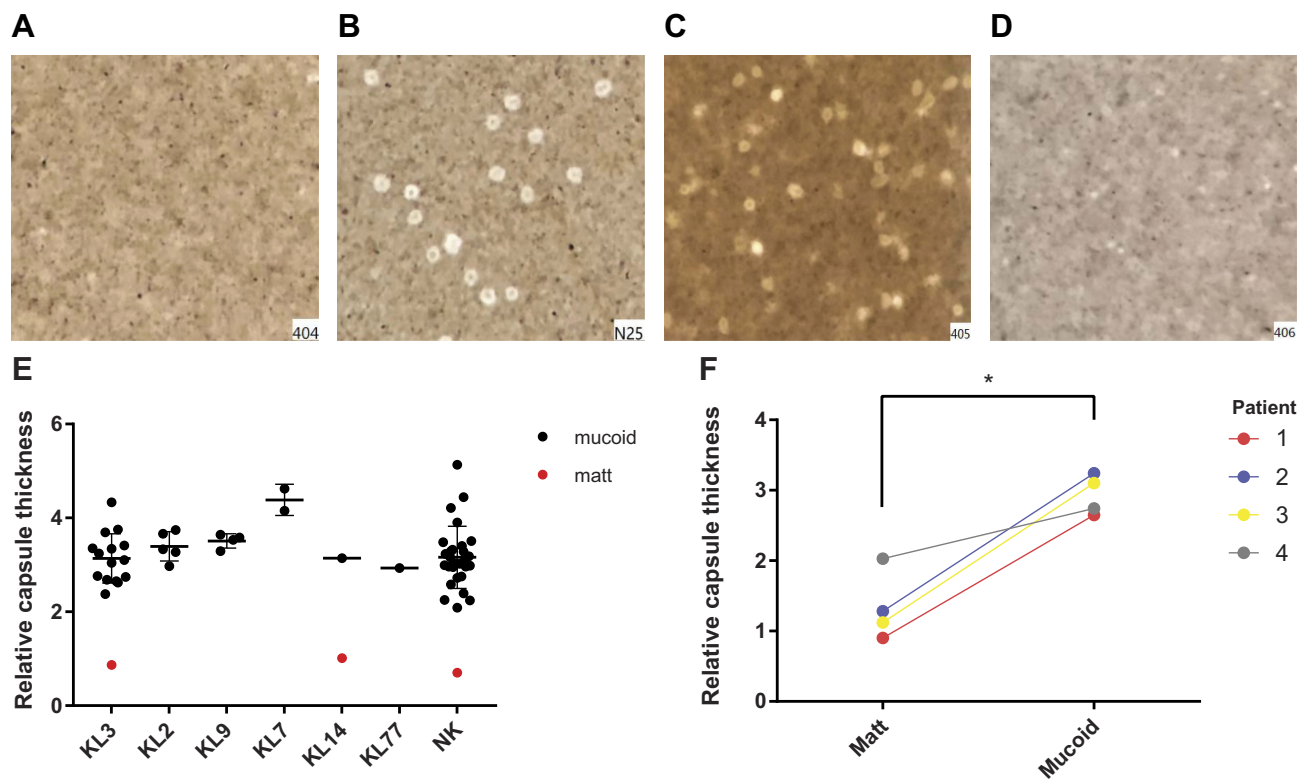 A
B
C
D
404
N25
405
406
E
Relative capsule thickness
6
4
2
0
KL3
KL2
KL9
KL7
KL14
KL77
NK
mucoid
matt
F
Relative capsule thickness
4
3
2
1
0
*
Matt
Mucoid
Patient
1
2
3
4